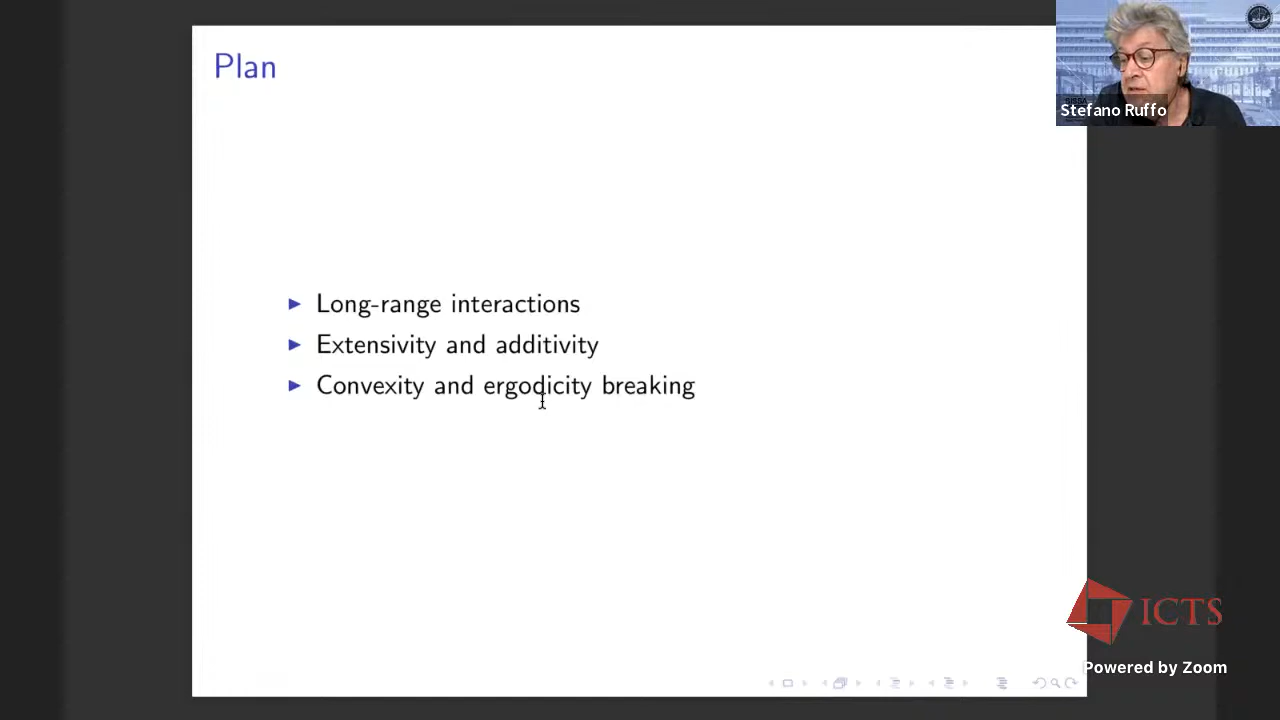 Plan
Stefano Ruffo
Long-range interactions
Extensivity and additivity
Convexity and ergodicity breaking
ICTS
Powered by Zoom